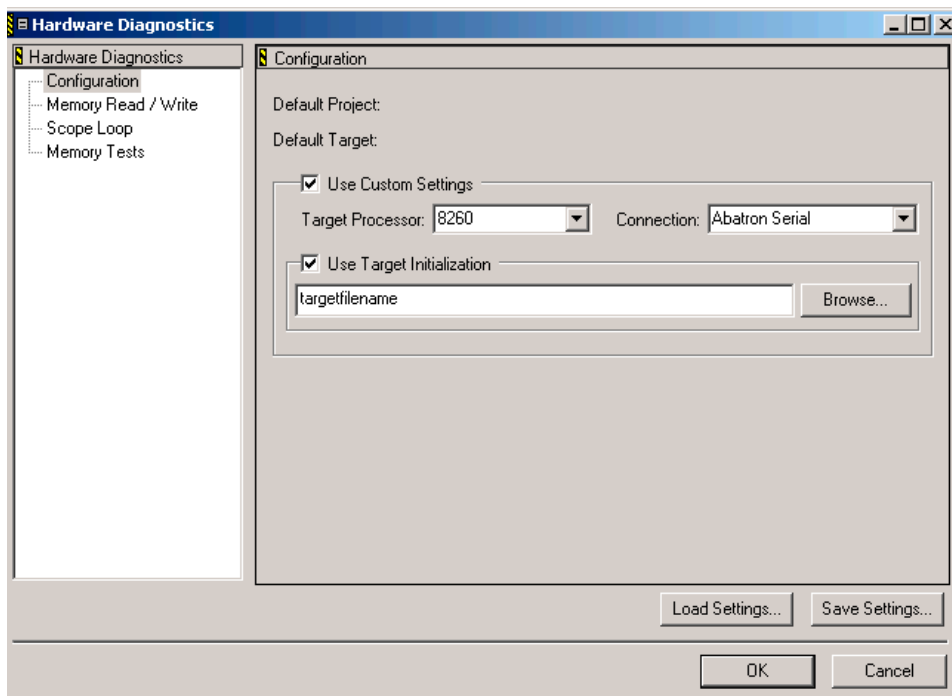 Hardware Diagnostics
Hardware Diagnostics
Configuration
Memory Read / Write
Scope Loop
Memory Tests
Configuration
Default Project:
Default Target:
Use Custom Settings
Target Processor: 8260 Connection: Abatron Serial
Use Target Initialization
targetfilename Browse...
Load Settings... Save Settings...
OK Cancel